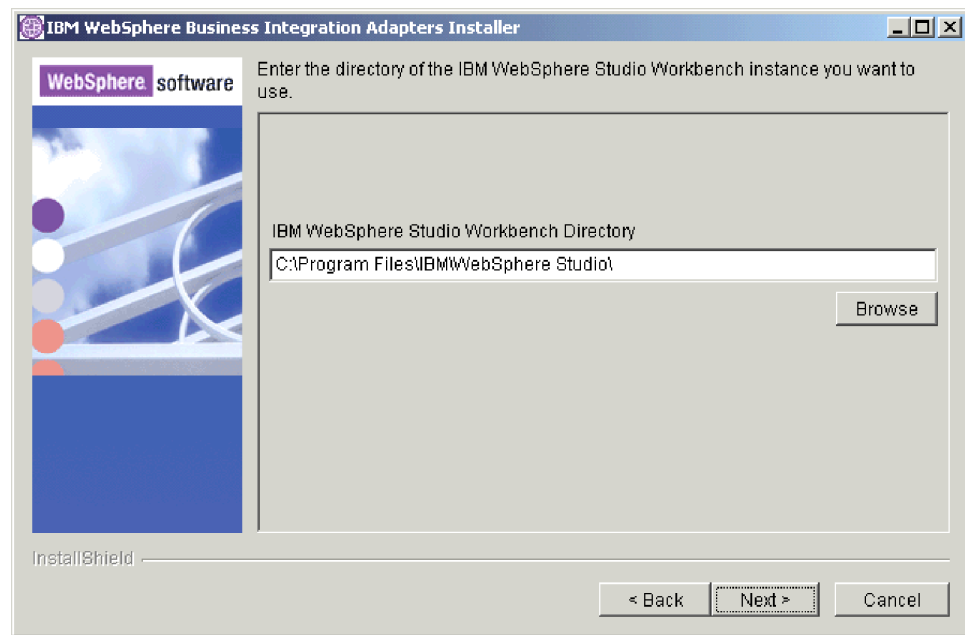 IBM WebSphere Business Integration Adapters Installer
WebSphere. software
Enter the directory of the IBM WebSphere Studio Workbench instance you want to
use.
IBM WebSphere Studio Workbench Directory
C:\Program Files\IBM\WebSphere Studio\
Browse
InstallShield
< Back
Next >
Cancel